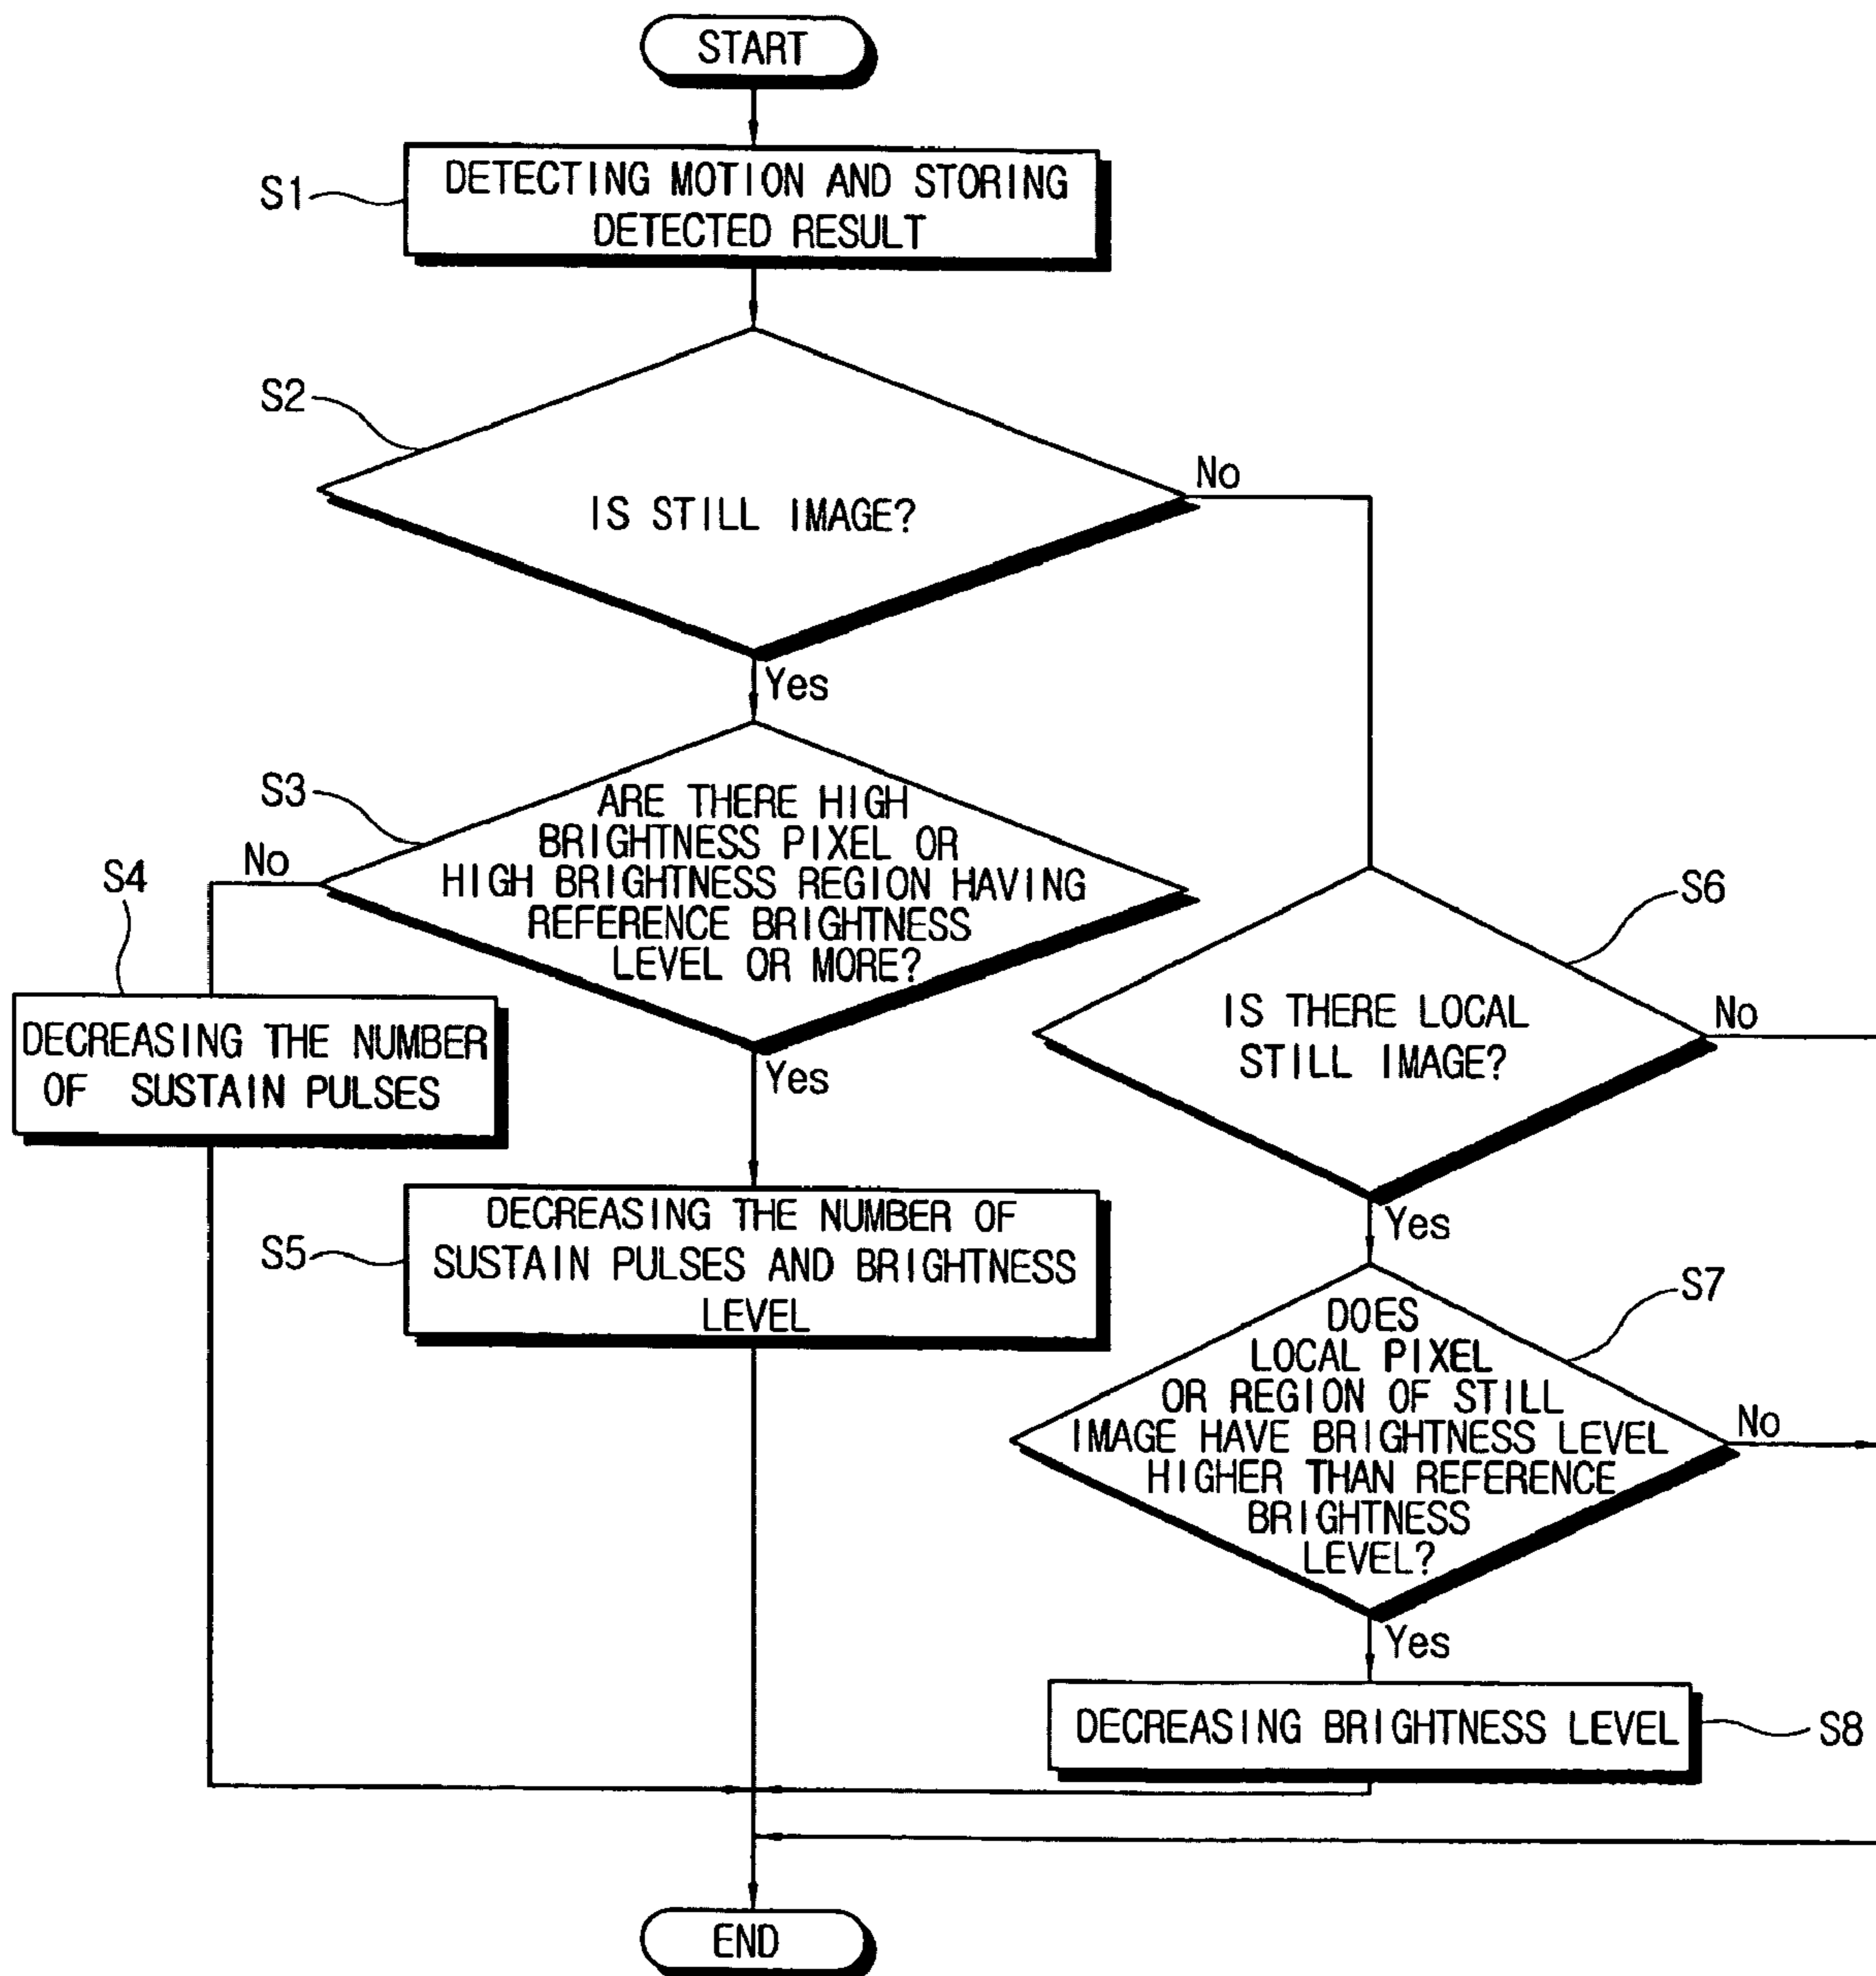 START
S1
DETECTING MOTION AND STORING
DETECTED RESULT
S2
IS STILL IMAGE?
No
Yes
S3
ARE THERE HIGH
BRIGHTNESS PIXEL OR
HIGH BRIGHTNESS REGION HAVING
REFERENCE BRIGHTNESS
LEVEL OR MORE?
No
Yes
S4
DECREASING THE NUMBER
OF SUSTAIN PULSES
S5
DECREASING THE NUMBER OF
SUSTAIN PULSES AND BRIGHTNESS
LEVEL
S6
IS THERE LOCAL
STILL IMAGE?
No
Yes
S7
DOES
LOCAL PIXEL
OR REGION OF STILL
IMAGE HAVE BRIGHTNESS LEVEL
HIGHER THAN REFERENCE
BRIGHTNESS
LEVEL?
No
Yes
DECREASING BRIGHTNESS LEVEL
S8
END